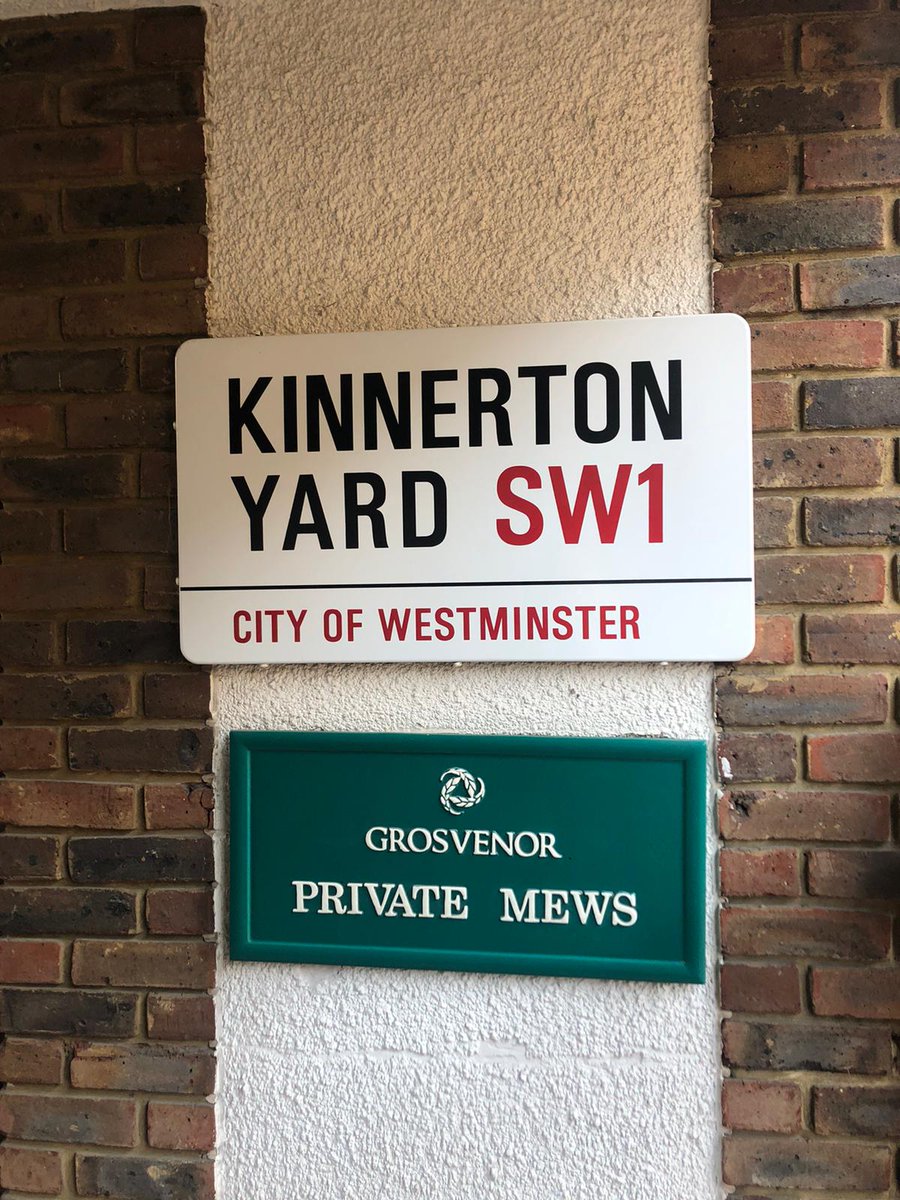 KINNERTON
YARD SW1
CITY OF WESTMINSTER
GROSVENOR
PRIVATE MEWS